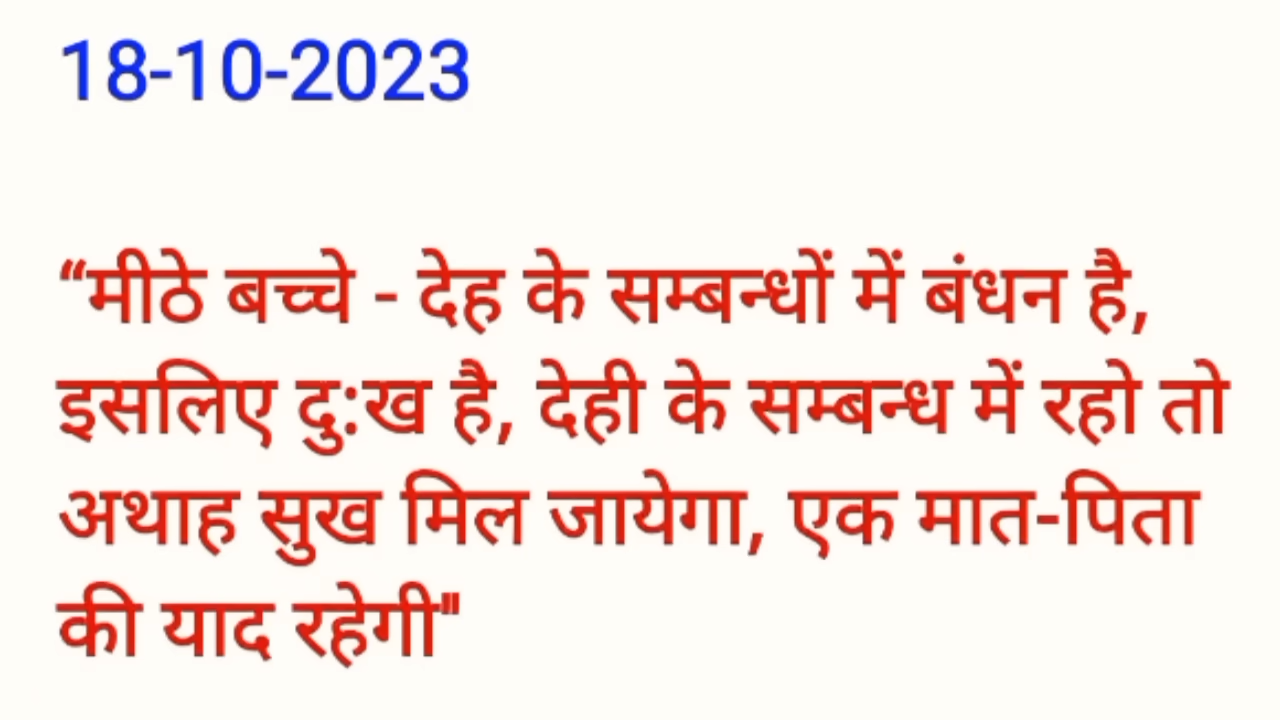 18-10-2023
“मीठे बच्चे - देह के सम्बन्धों में बंधन है,
इसलिए दु:ख है, देही के सम्बन्ध में रहो तो
अथाह सुख मिल जायेगा, एक मात-पिता
की याद रहेगी"